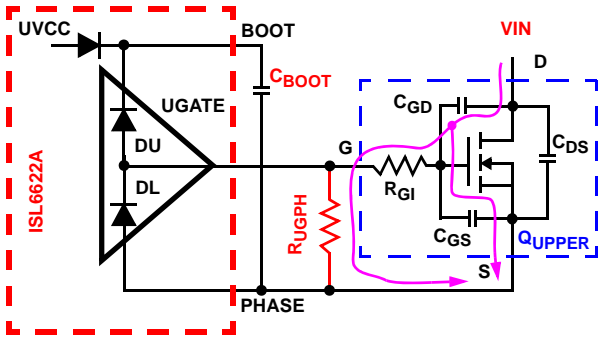 UVCC
BOOT
VIN
D
CBOOT
UGATE
CGD
DU
G
CDS
DL
RGI
ISL6622A
RUGPH
CGS
QUPPER
S
PHASE